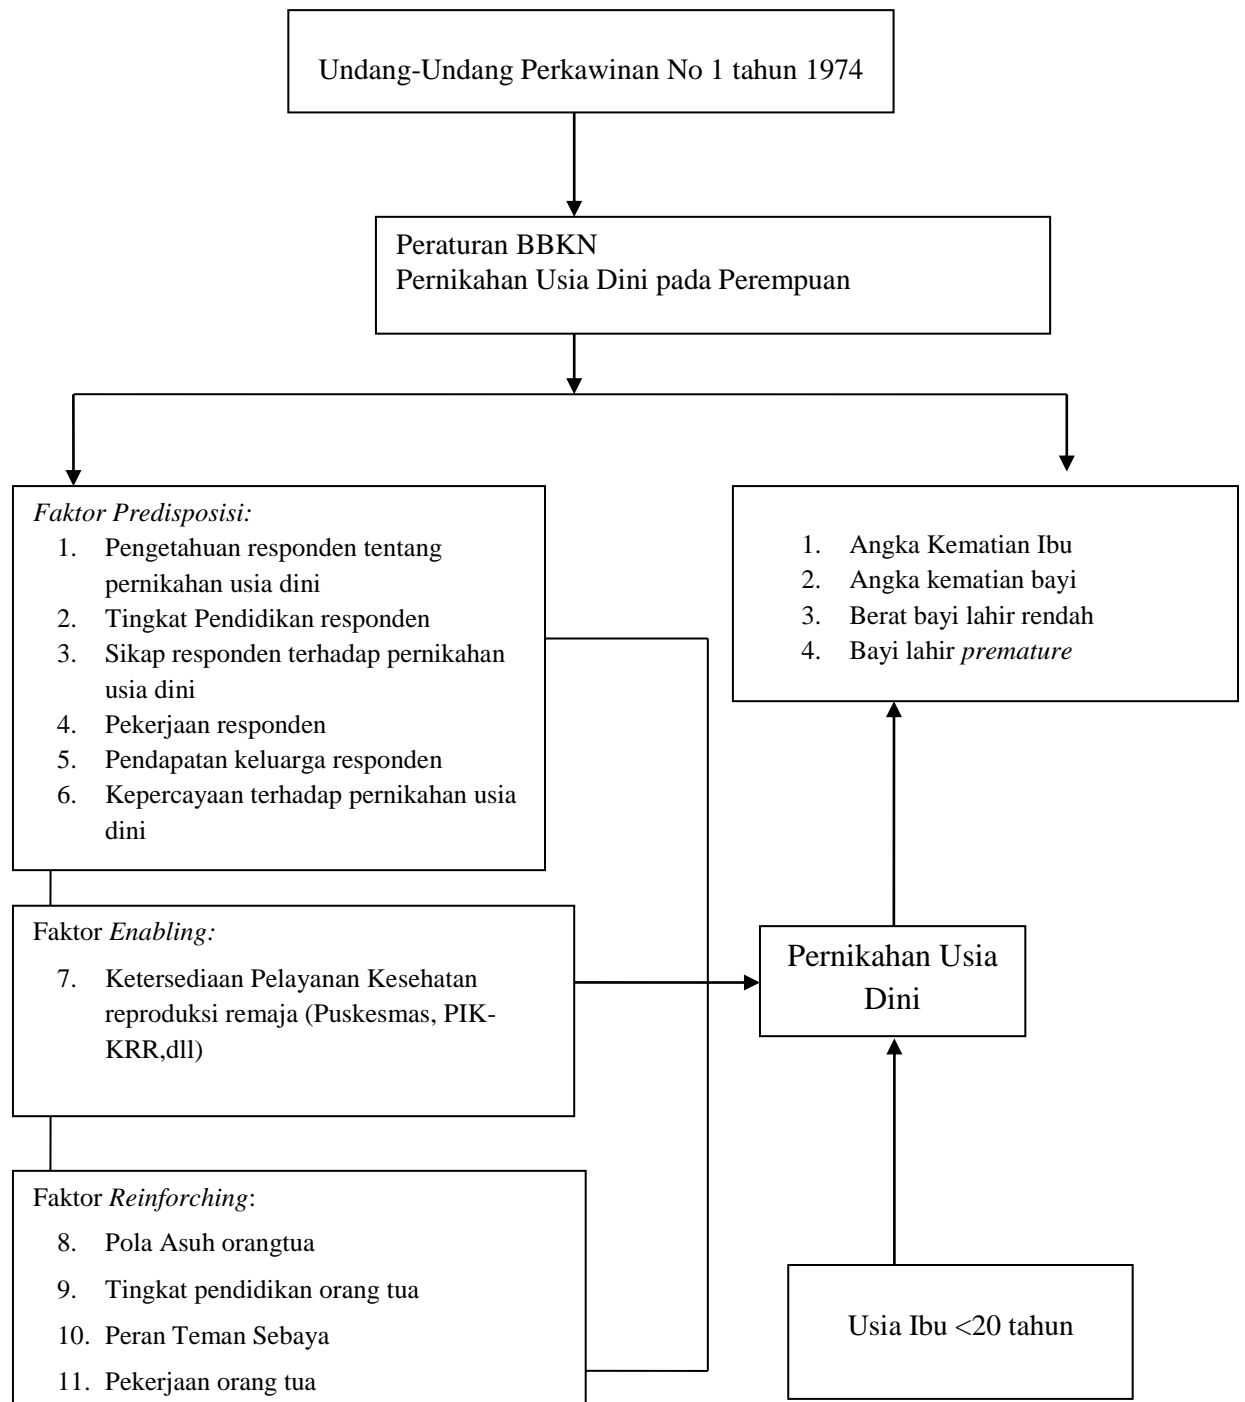 Undang-Undang Perkawinan No 1 tahun 1974
Peraturan BBKN
Pernikahan Usia Dini pada Perempuan
Faktor Predisposisi:
1. Pengetahuan responden tentang
pernikahan usia dini
2. Tingkat Pendidikan responden
3. Sikap responden terhadap pernikahan
usia dini
4. Pekerjaan responden
5. Pendapatan keluarga responden
6. Kepercayaan terhadap pernikahan usia
dini
1. Angka Kematian Ibu
2. Angka kematian bayi
3. Berat bayi lahir rendah
4. Bayi lahir premature
Faktor Enabling:
7. Ketersediaan Pelayanan Kesehatan
reproduksi remaja (Puskesmas, PIK-
KRR,dll)
Pernikahan Usia
Dini
Faktor Reinforching:
8. Pola Asuh orangtua
9. Tingkat pendidikan orang tua
10. Peran Teman Sebaya
11. Pekerjaan orang tua
Usia Ibu <20 tahun